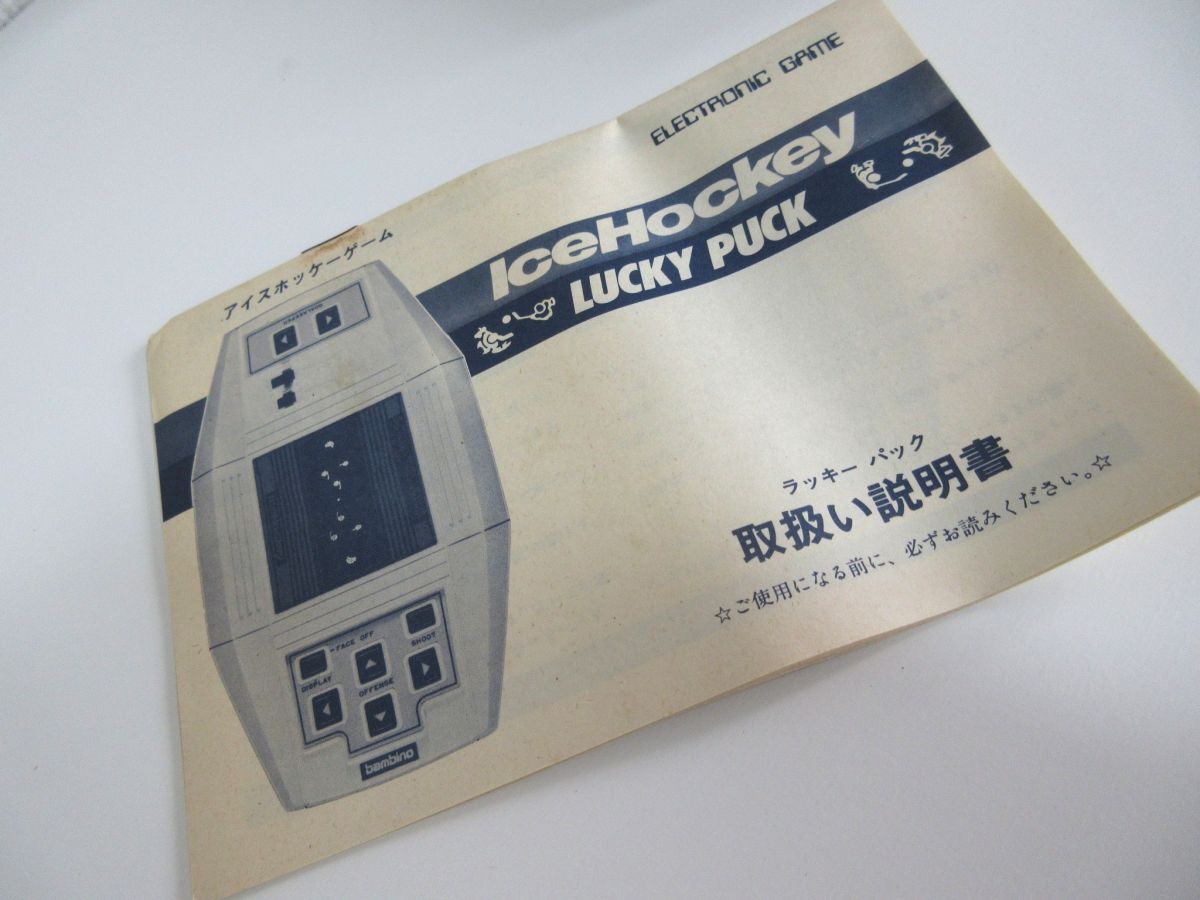 ELECTRONIC GAME
IceHockey
LUCKY PUCK
アイスホッケーゲーム
FACE OFF
DISPLAY
SHOOT
OFFENSE
bambino
ラッキー パック
取扱い説明書
☆ご使用になる前に、必ずお読みください。☆